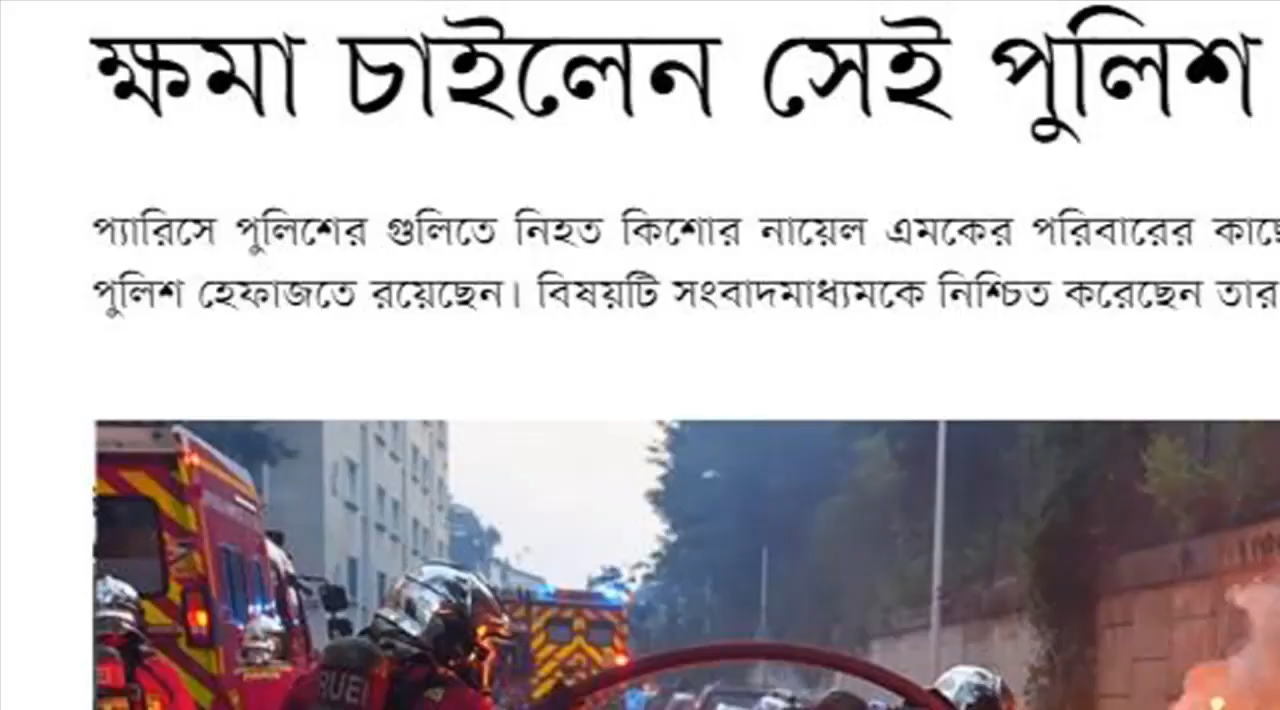 ক্ষমা চাইলেন সেই পুলিশ
প্যারিসে পুলিশের গুলিতে নিহত কিশোর নায়েল এমকের পরিবারের কাছে
পুলিশ হেফাজতে রয়েছেন। বিষয়টি সংবাদমাধ্যমকে নিশ্চিত করেছেন তার